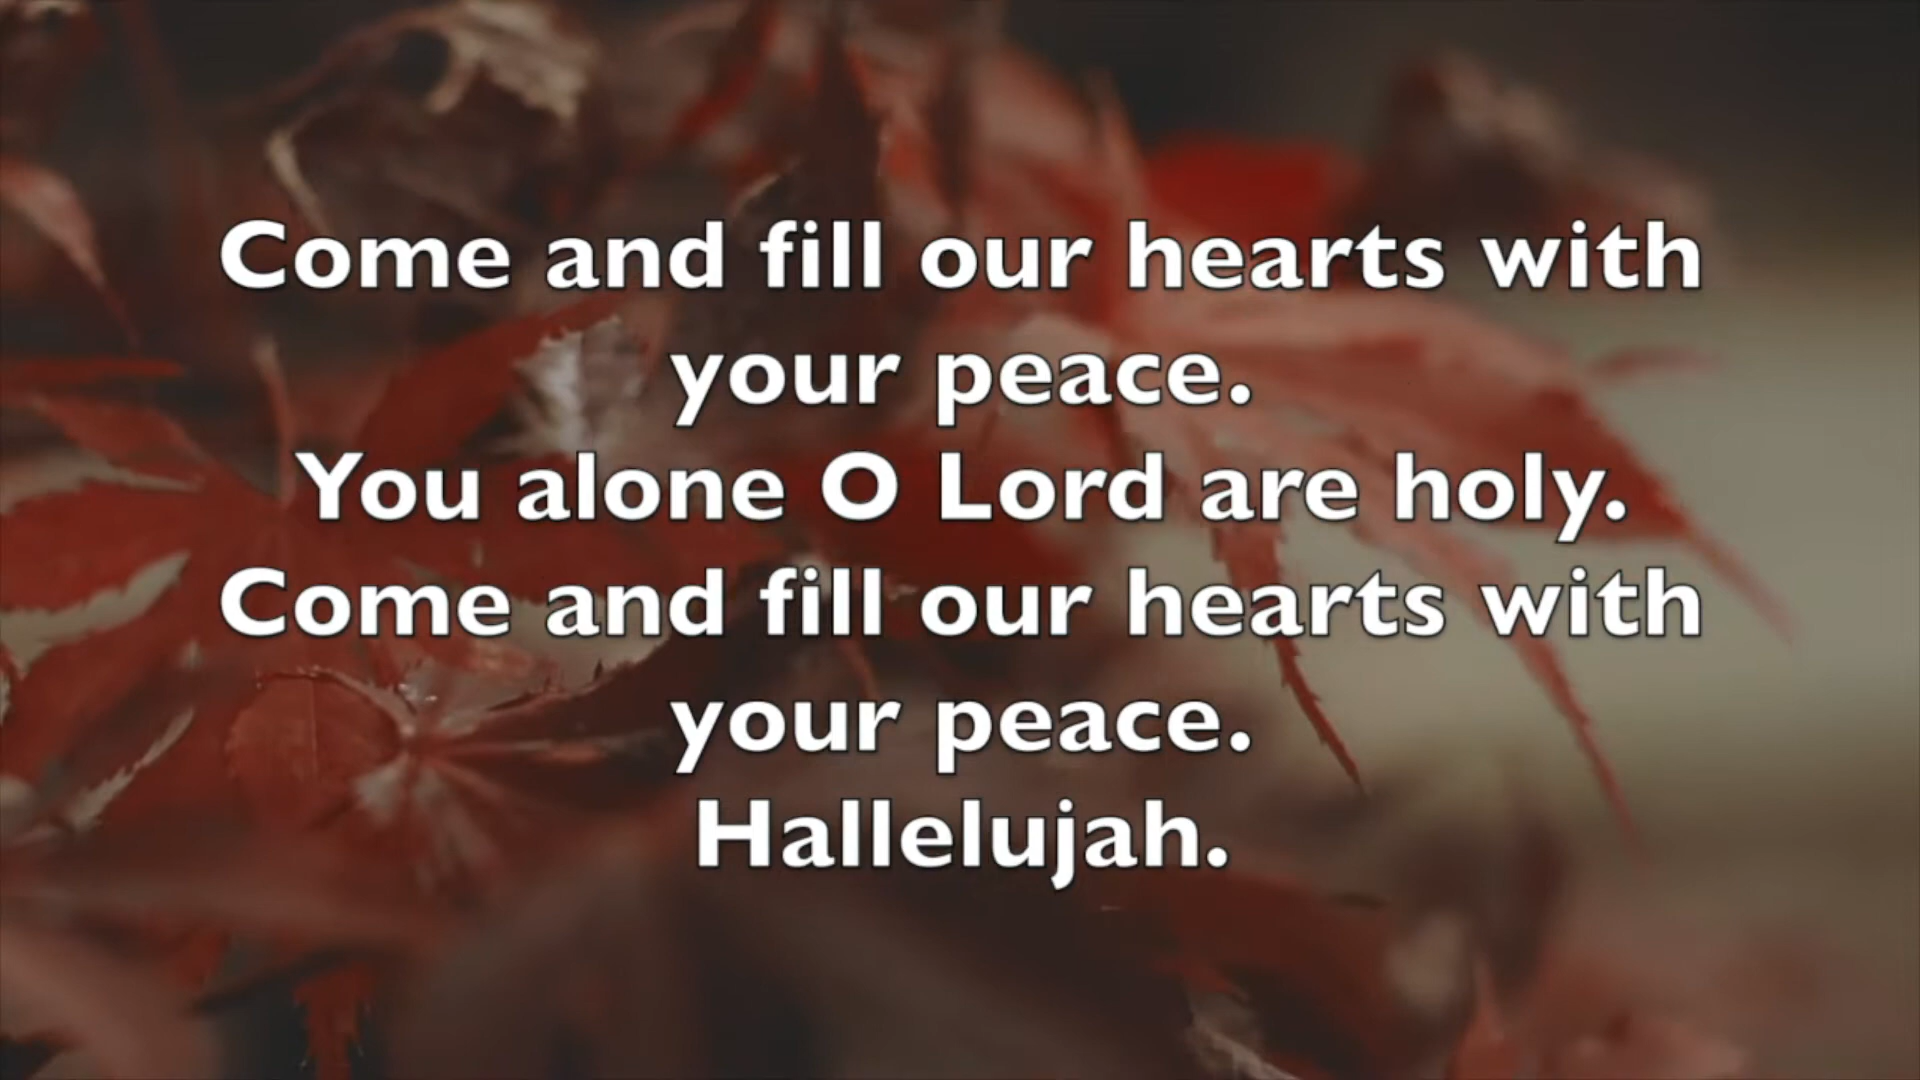 Come and fill our hearts with
your peace.
You alone O Lord are holy.
Come and fill our hearts with
your peace.
Hallelujah.